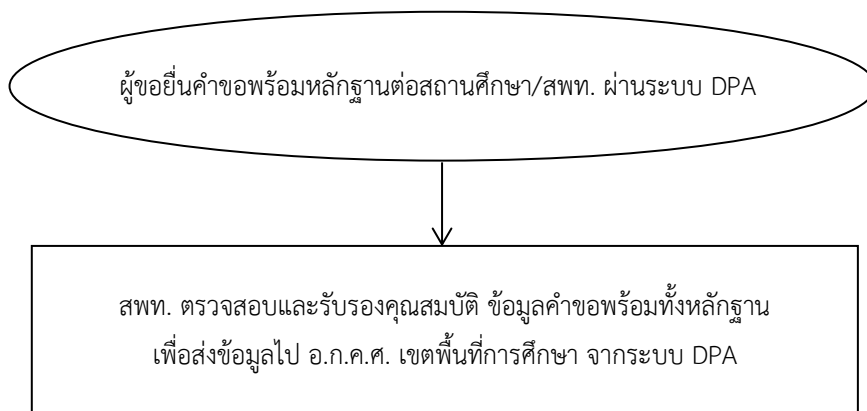 ผู้ขอยื่นคำขอพร้อมหลักฐานต่อสถานศึกษา/สพท. ผ่านระบบ DPA
สพท. ตรวจสอบและรับรองคุณสมบัติ ข้อมูลคำขอพร้อมทั้งหลักฐาน
เพื่อส่งข้อมูลไป อ.ก.ค.ศ. เขตพื้นที่การศึกษา จากระบบ DPA